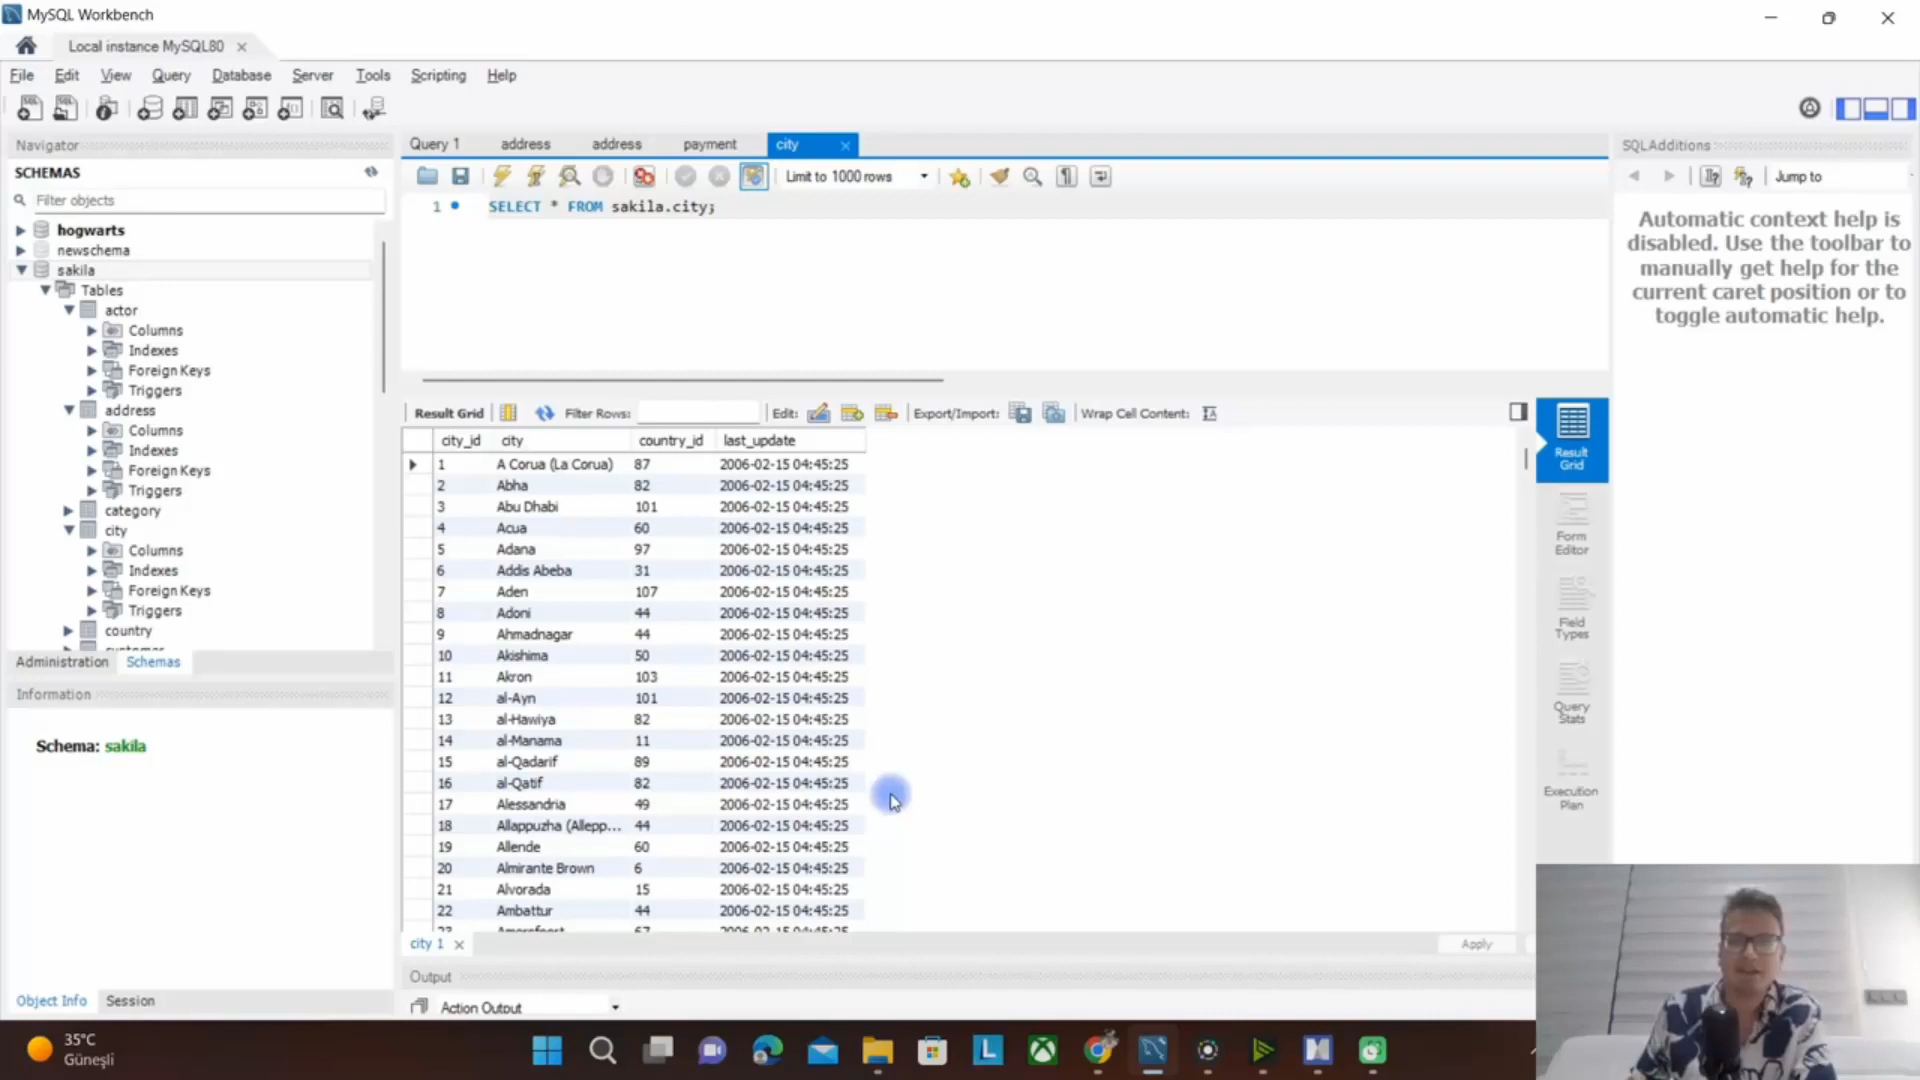 MySQL Workbench
Local instance MySQL80
File Edit View Query Database Server Tools Scripting Help
Navigator
SCHEMAS
Filter objects
hogwarts
newschema
sakila
Tables
actor
Columns
Indexes
Foreign Keys
Triggers
address
Columns
Indexes
Foreign Keys
Triggers
category
city
Columns
Indexes
Foreign Keys
Triggers
country
customer
Administration Schemas
Information
Schema: sakila
Object Info Session
Query 1 address address payment city
Limit to 1000 rows
1 SELECT * FROM sakila.city;
Result Grid Filter Rows: Edit: Export/Import: Wrap Cell Content:
city_id city country_id last_update
1 A Corua (La Corua) 87 2006-02-15 04:45:25
2 Abha 82 2006-02-15 04:45:25
3 Abu Dhabi 101 2006-02-15 04:45:25
4 Acua 60 2006-02-15 04:45:25
5 Adana 97 2006-02-15 04:45:25
6 Addis Abeba 31 2006-02-15 04:45:25
7 Aden 107 2006-02-15 04:45:25
8 Adoni 44 2006-02-15 04:45:25
9 Ahmadnagar 44 2006-02-15 04:45:25
10 Akishima 50 2006-02-15 04:45:25
11 Akron 103 2006-02-15 04:45:25
12 al-Ayn 101 2006-02-15 04:45:25
13 al-Hawiya 82 2006-02-15 04:45:25
14 al-Manama 11 2006-02-15 04:45:25
15 al-Qadarif 89 2006-02-15 04:45:25
16 al-Qatif 82 2006-02-15 04:45:25
17 Alessandria 49 2006-02-15 04:45:25
18 Allappuzha (Allepp... 44 2006-02-15 04:45:25
19 Allende 60 2006-02-15 04:45:25
20 Almirante Brown 6 2006-02-15 04:45:25
21 Alvorada 15 2006-02-15 04:45:25
22 Ambattur 44 2006-02-15 04:45:25
23 Amersfoort 67 2006-02-15 04:45:25
city 1
Apply
Output
Action Output
Result
Grid
Form
Editor
Field
Types
Query
Stats
Execution
Plan
SQLAdditions
Jump to
Automatic context help is
disabled. Use the toolbar to
manually get help for the
current caret position or to
toggle automatic help.
35°C
Güneşli